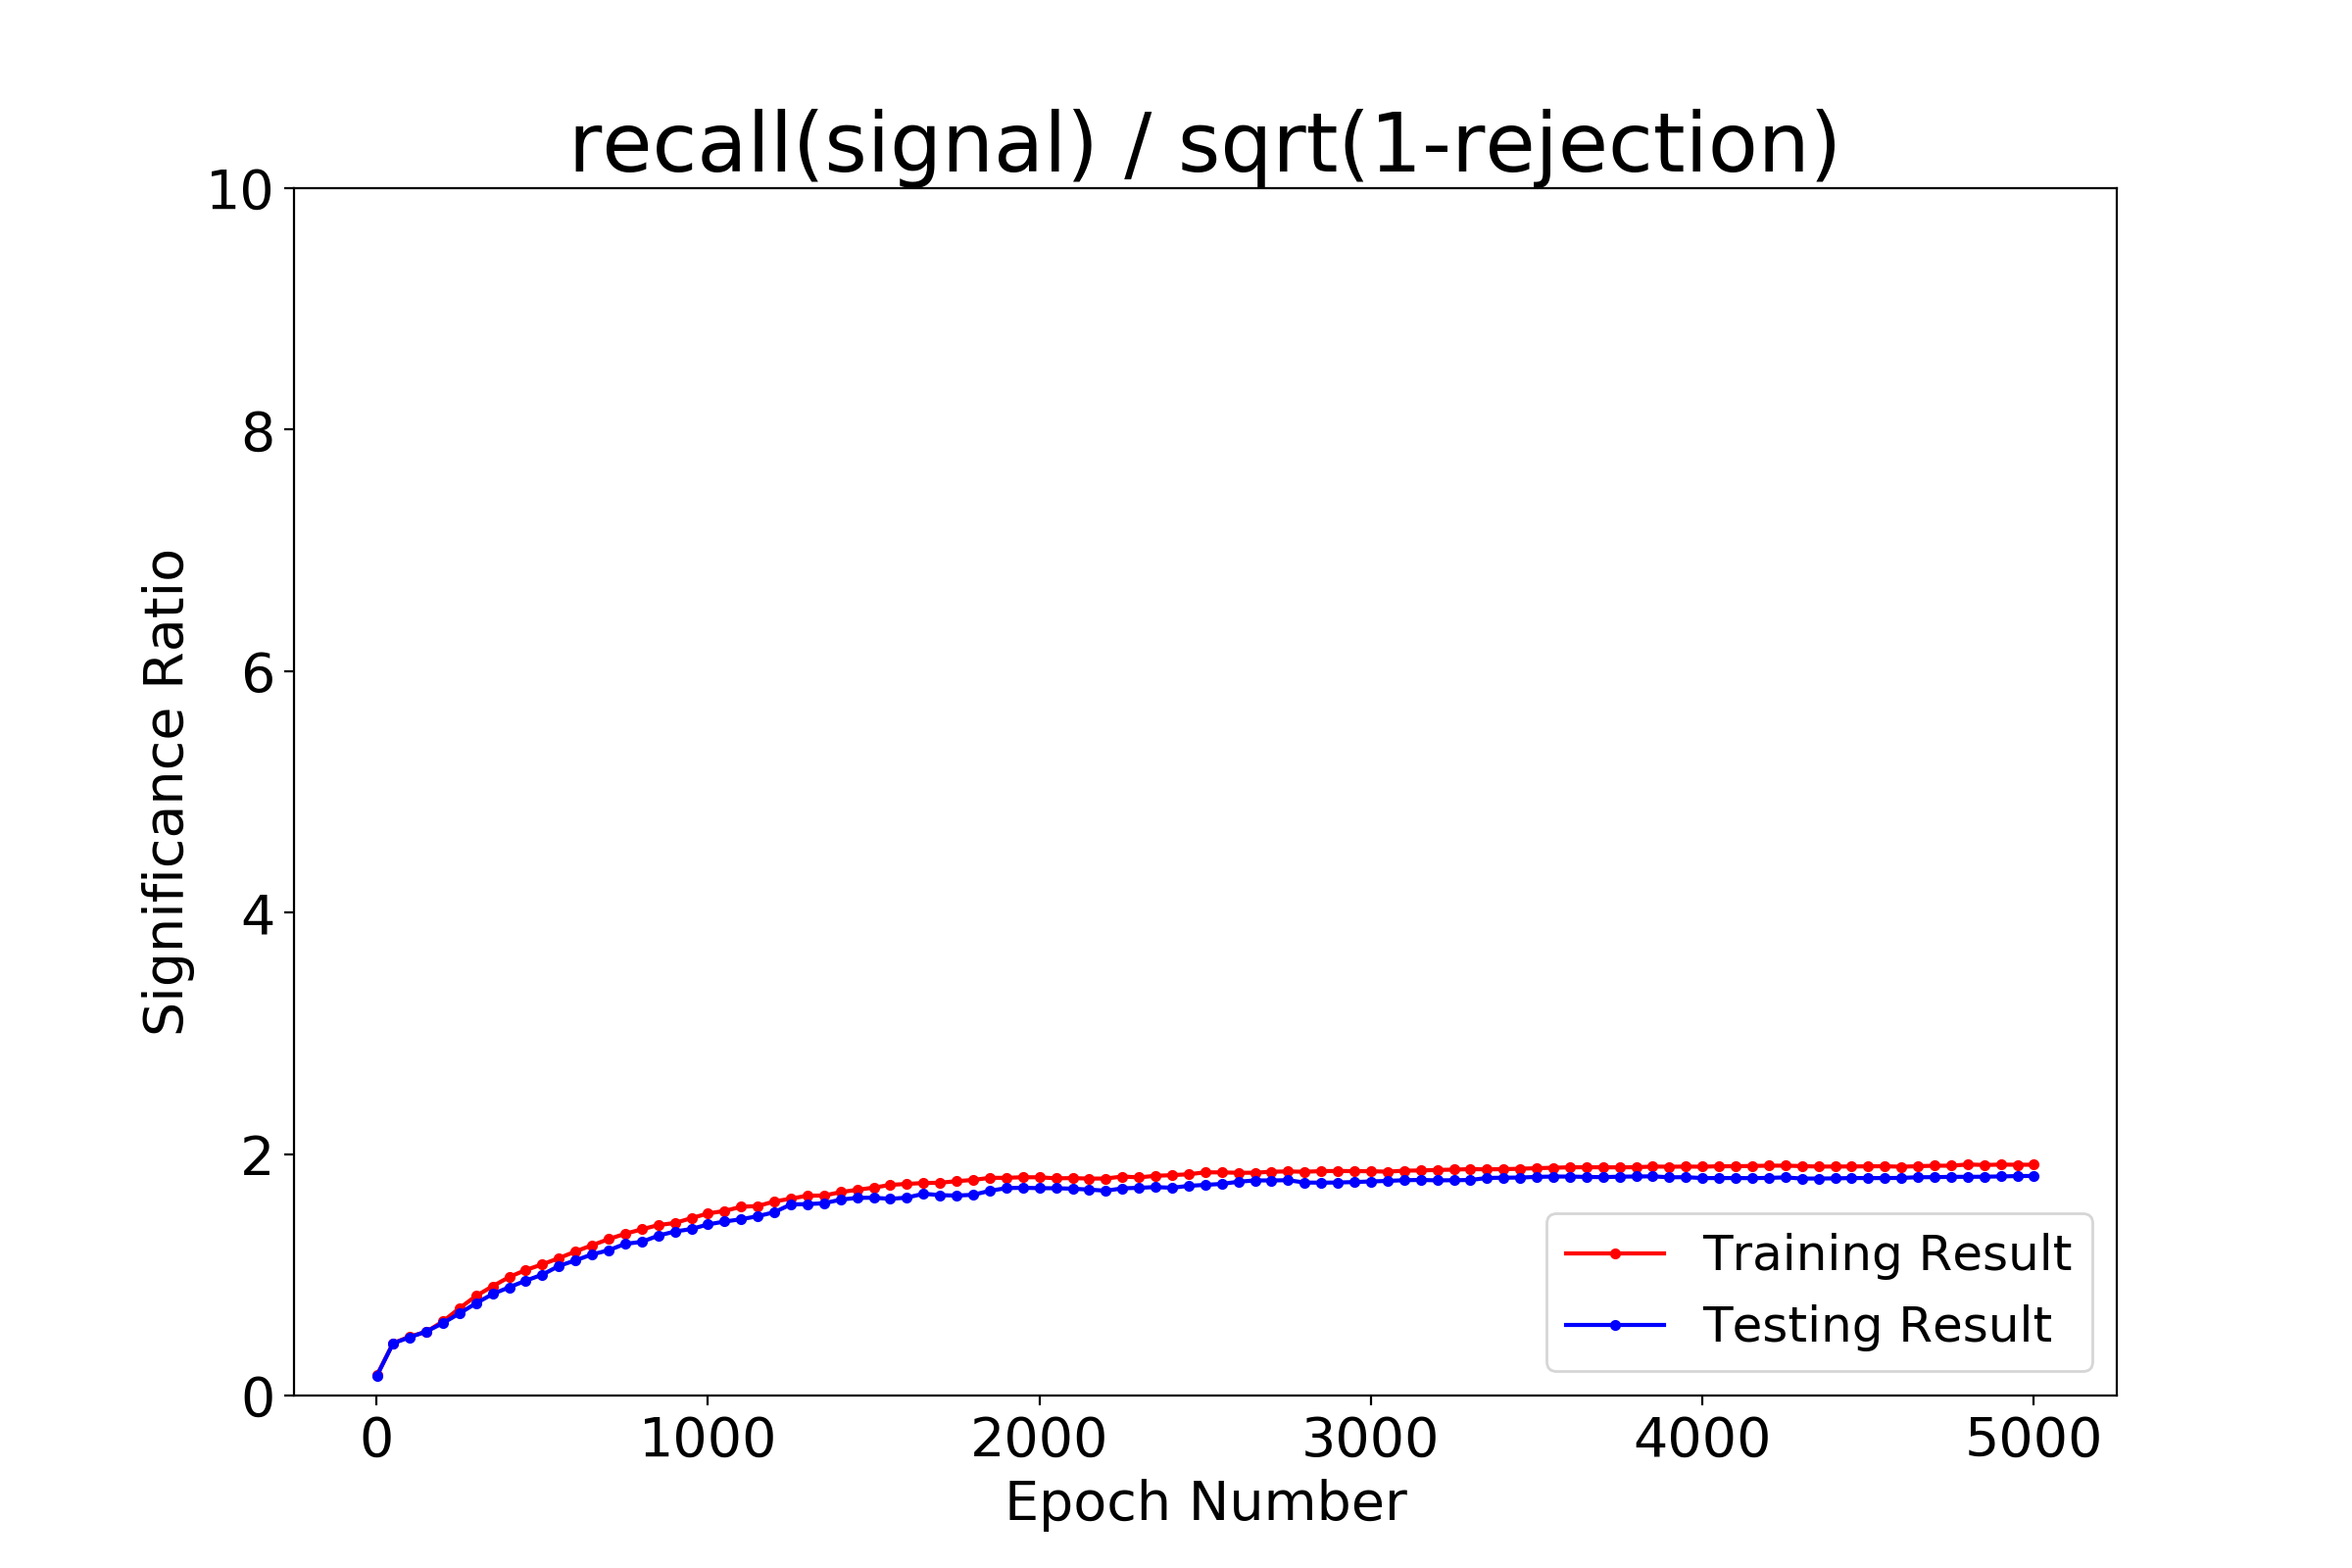 recall(signal) / sqrt(1-rejection)
10
8
6
4
2
0
Significance Ratio
Training Result
Testing Result
0 1000 2000 3000 4000 5000
Epoch Number